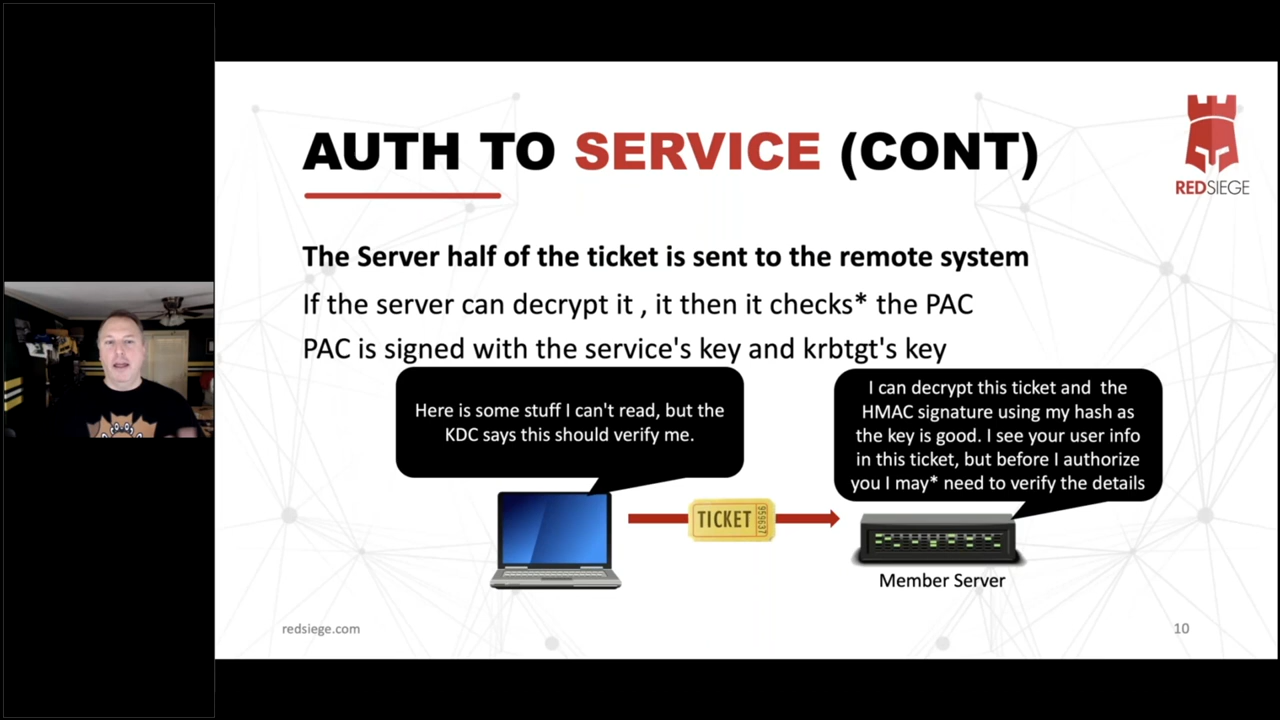 AUTH TO SERVICE (CONT)
REDSIEGE
The Server half of the ticket is sent to the remote system
If the server can decrypt it , it then it checks* the PAC
PAC is signed with the service's key and krbtgt's key
Here is some stuff I can't read, but the
KDC says this should verify me.
I can decrypt this ticket and the
HMAC signature using my hash as
the key is good. I see your user info
in this ticket, but before I authorize
you I may* need to verify the details
TICKET
959637
Member Server
redsiege.com
10